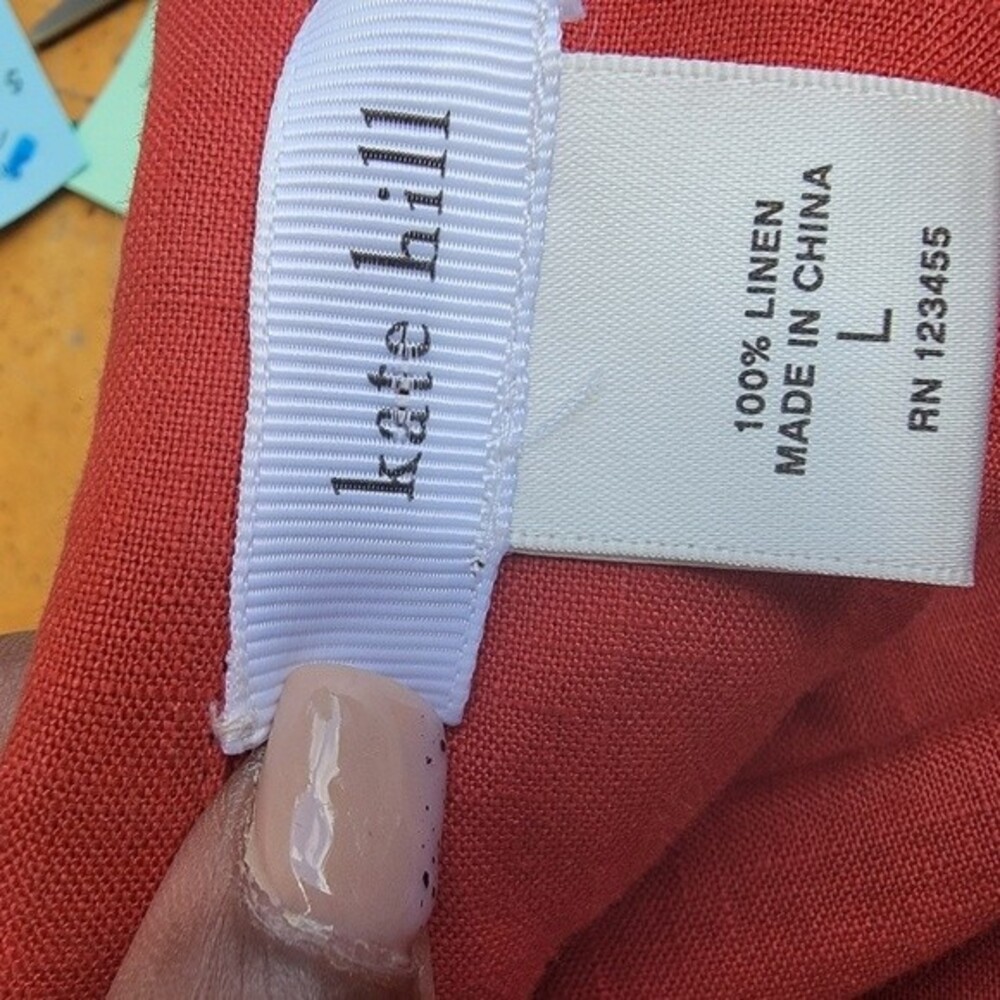 kate hill
100% LINEN
MADE IN CHINA
L
RN 123455